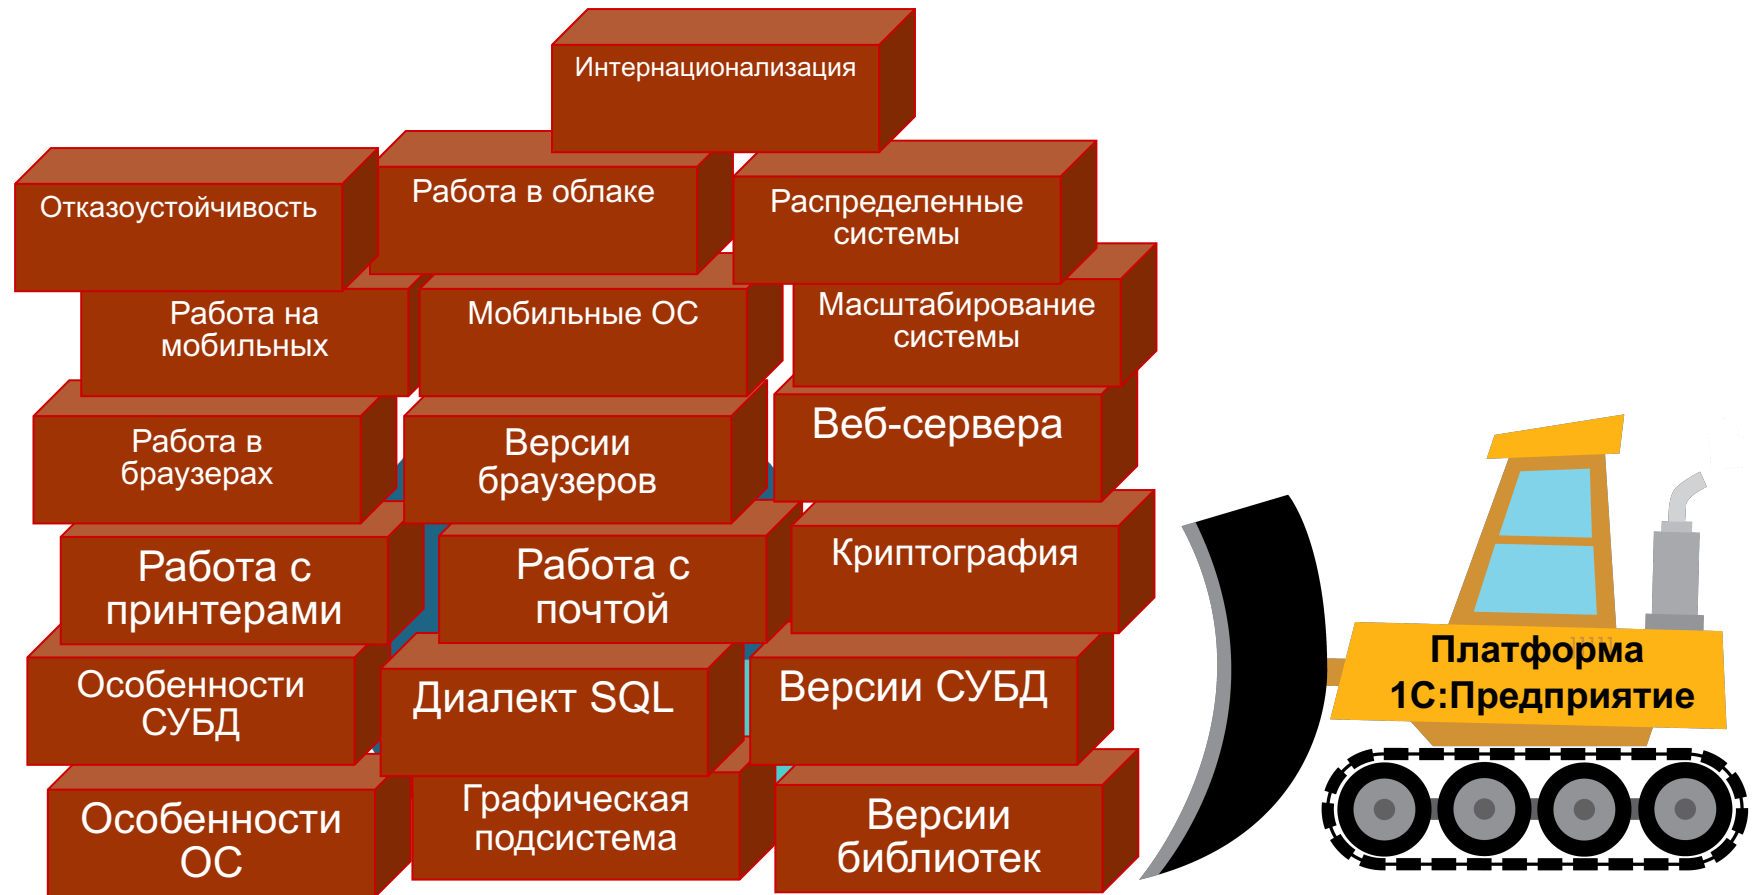 Интернационализация
Отказоустойчивость
Работа в облаке
Распределенные
системы
Работа на
мобильных
Мобильные ОС
Масштабирование
системы
Работа в
браузерах
Версии
браузеров
Веб-сервера
Работа с
принтерами
Работа с
почтой
Криптография
Особенности
СУБД
Диалект SQL
Версии СУБД
Особенности
ОС
Графическая
подсистема
Версии
библиотек
Платформа
1С:Предприятие